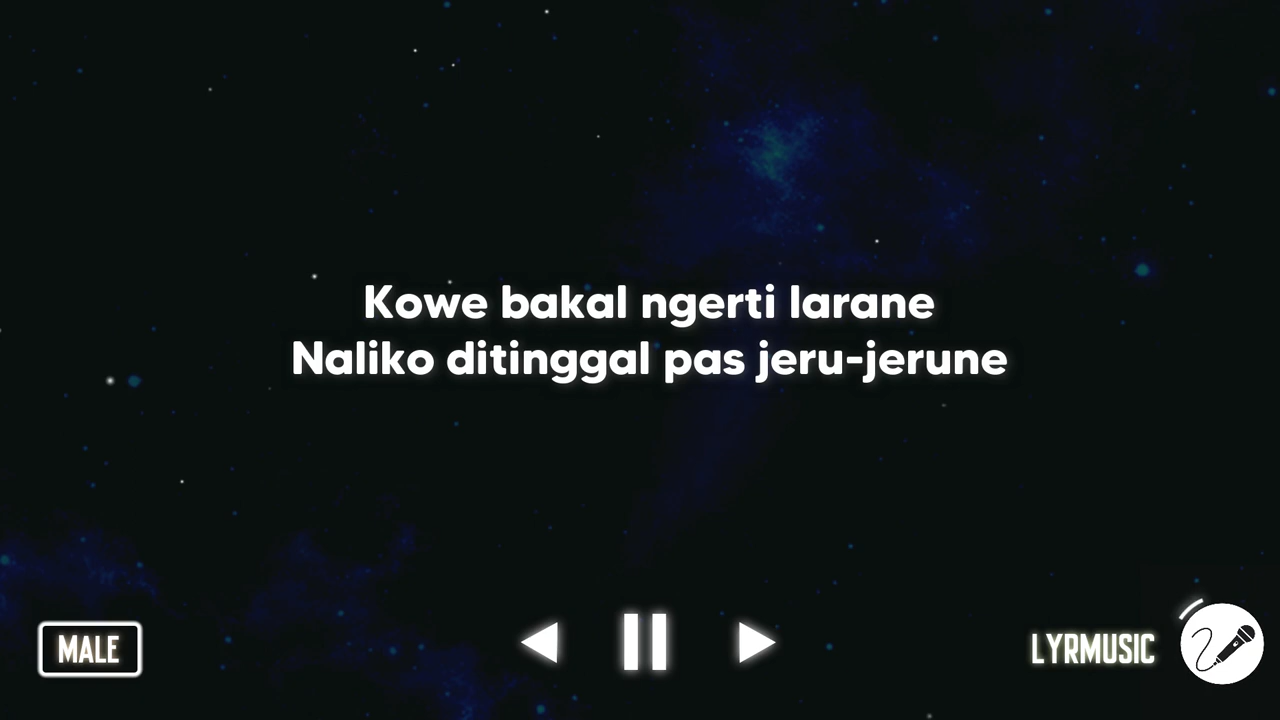 Kowe bakal ngerti larane
Naliko ditinggal pas jeru-jerune
MALE
LYRMUSIC